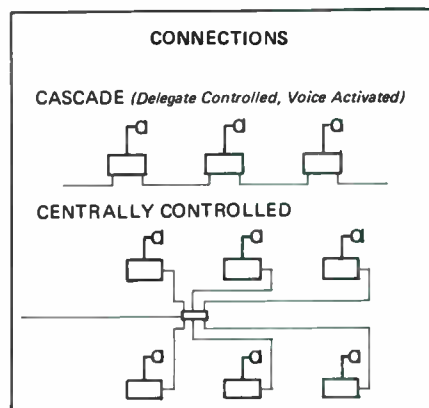 CONNECTIONS
CASCADE (Delegate Controlled, Voice Activated)
CENTRALLY CONTROLLED